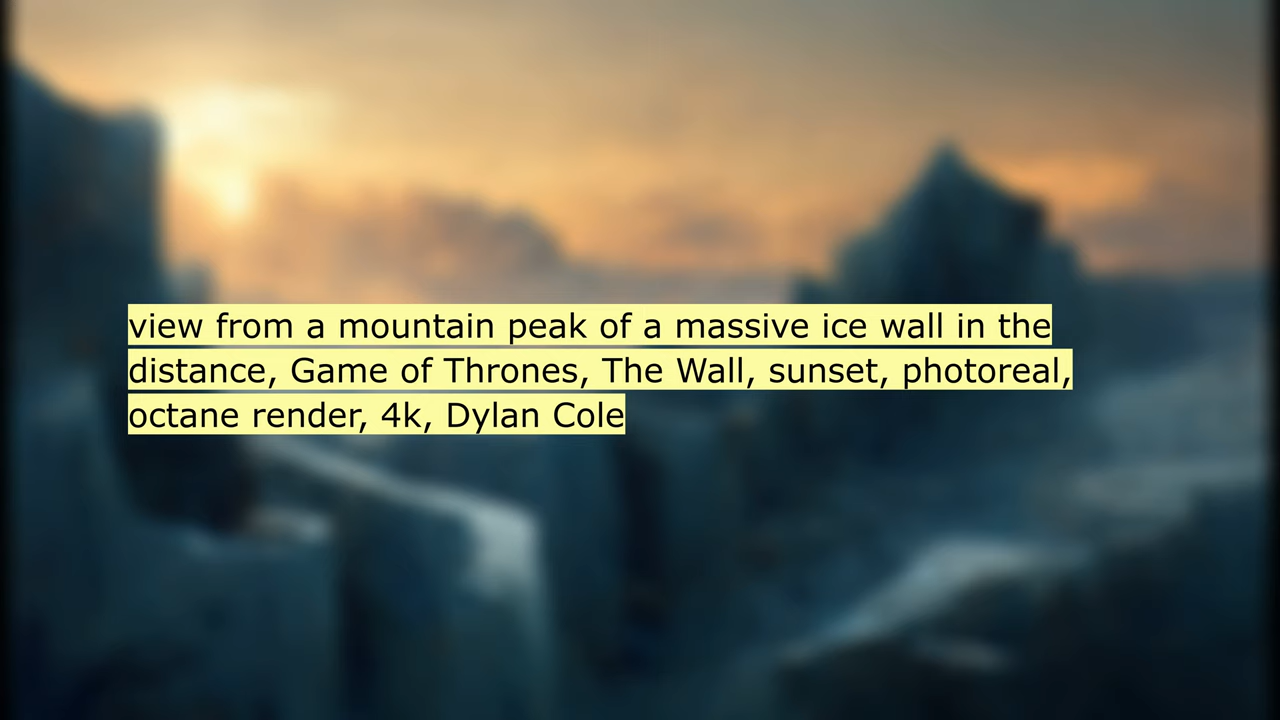 view from a mountain peak of a massive ice wall in the
distance, Game of Thrones, The Wall, sunset, photoreal,
octane render, 4k, Dylan Cole